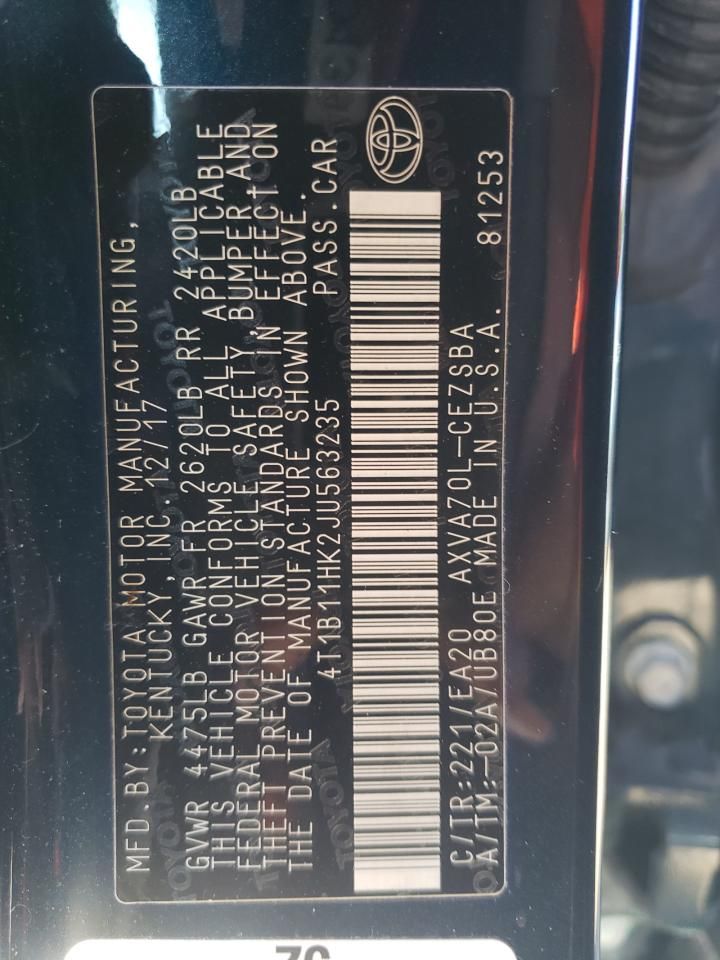 MFD.BY:TOYOTA MOTOR MANUFACTURING,
KENTUCKY,INC. 12/17
GVWR 4475LB GAWR FR 2620LB RR 2420LB
THIS VEHICLE CONFORMS TO ALL APPLICABLE
FEDERAL MOTOR VEHICLE SAFETY,BUMPER AND
THEFT PREVENTION STANDARDS IN EFFECT ON
THE DATE OF MANUFACTURE SHOWN ABOVE.
4T1B11HK2JU563235 PASS.CAR
C/TR:221/EA20 AXVA70L-CEZSBA
A/TM:-02A/UB80E MADE IN U.S.A. 81253